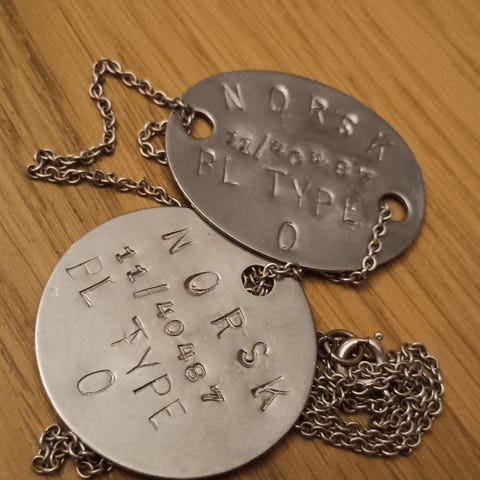 NORSK
11/40487
BL TYPE
O
NORSK
11/40487
BL TYPE
O